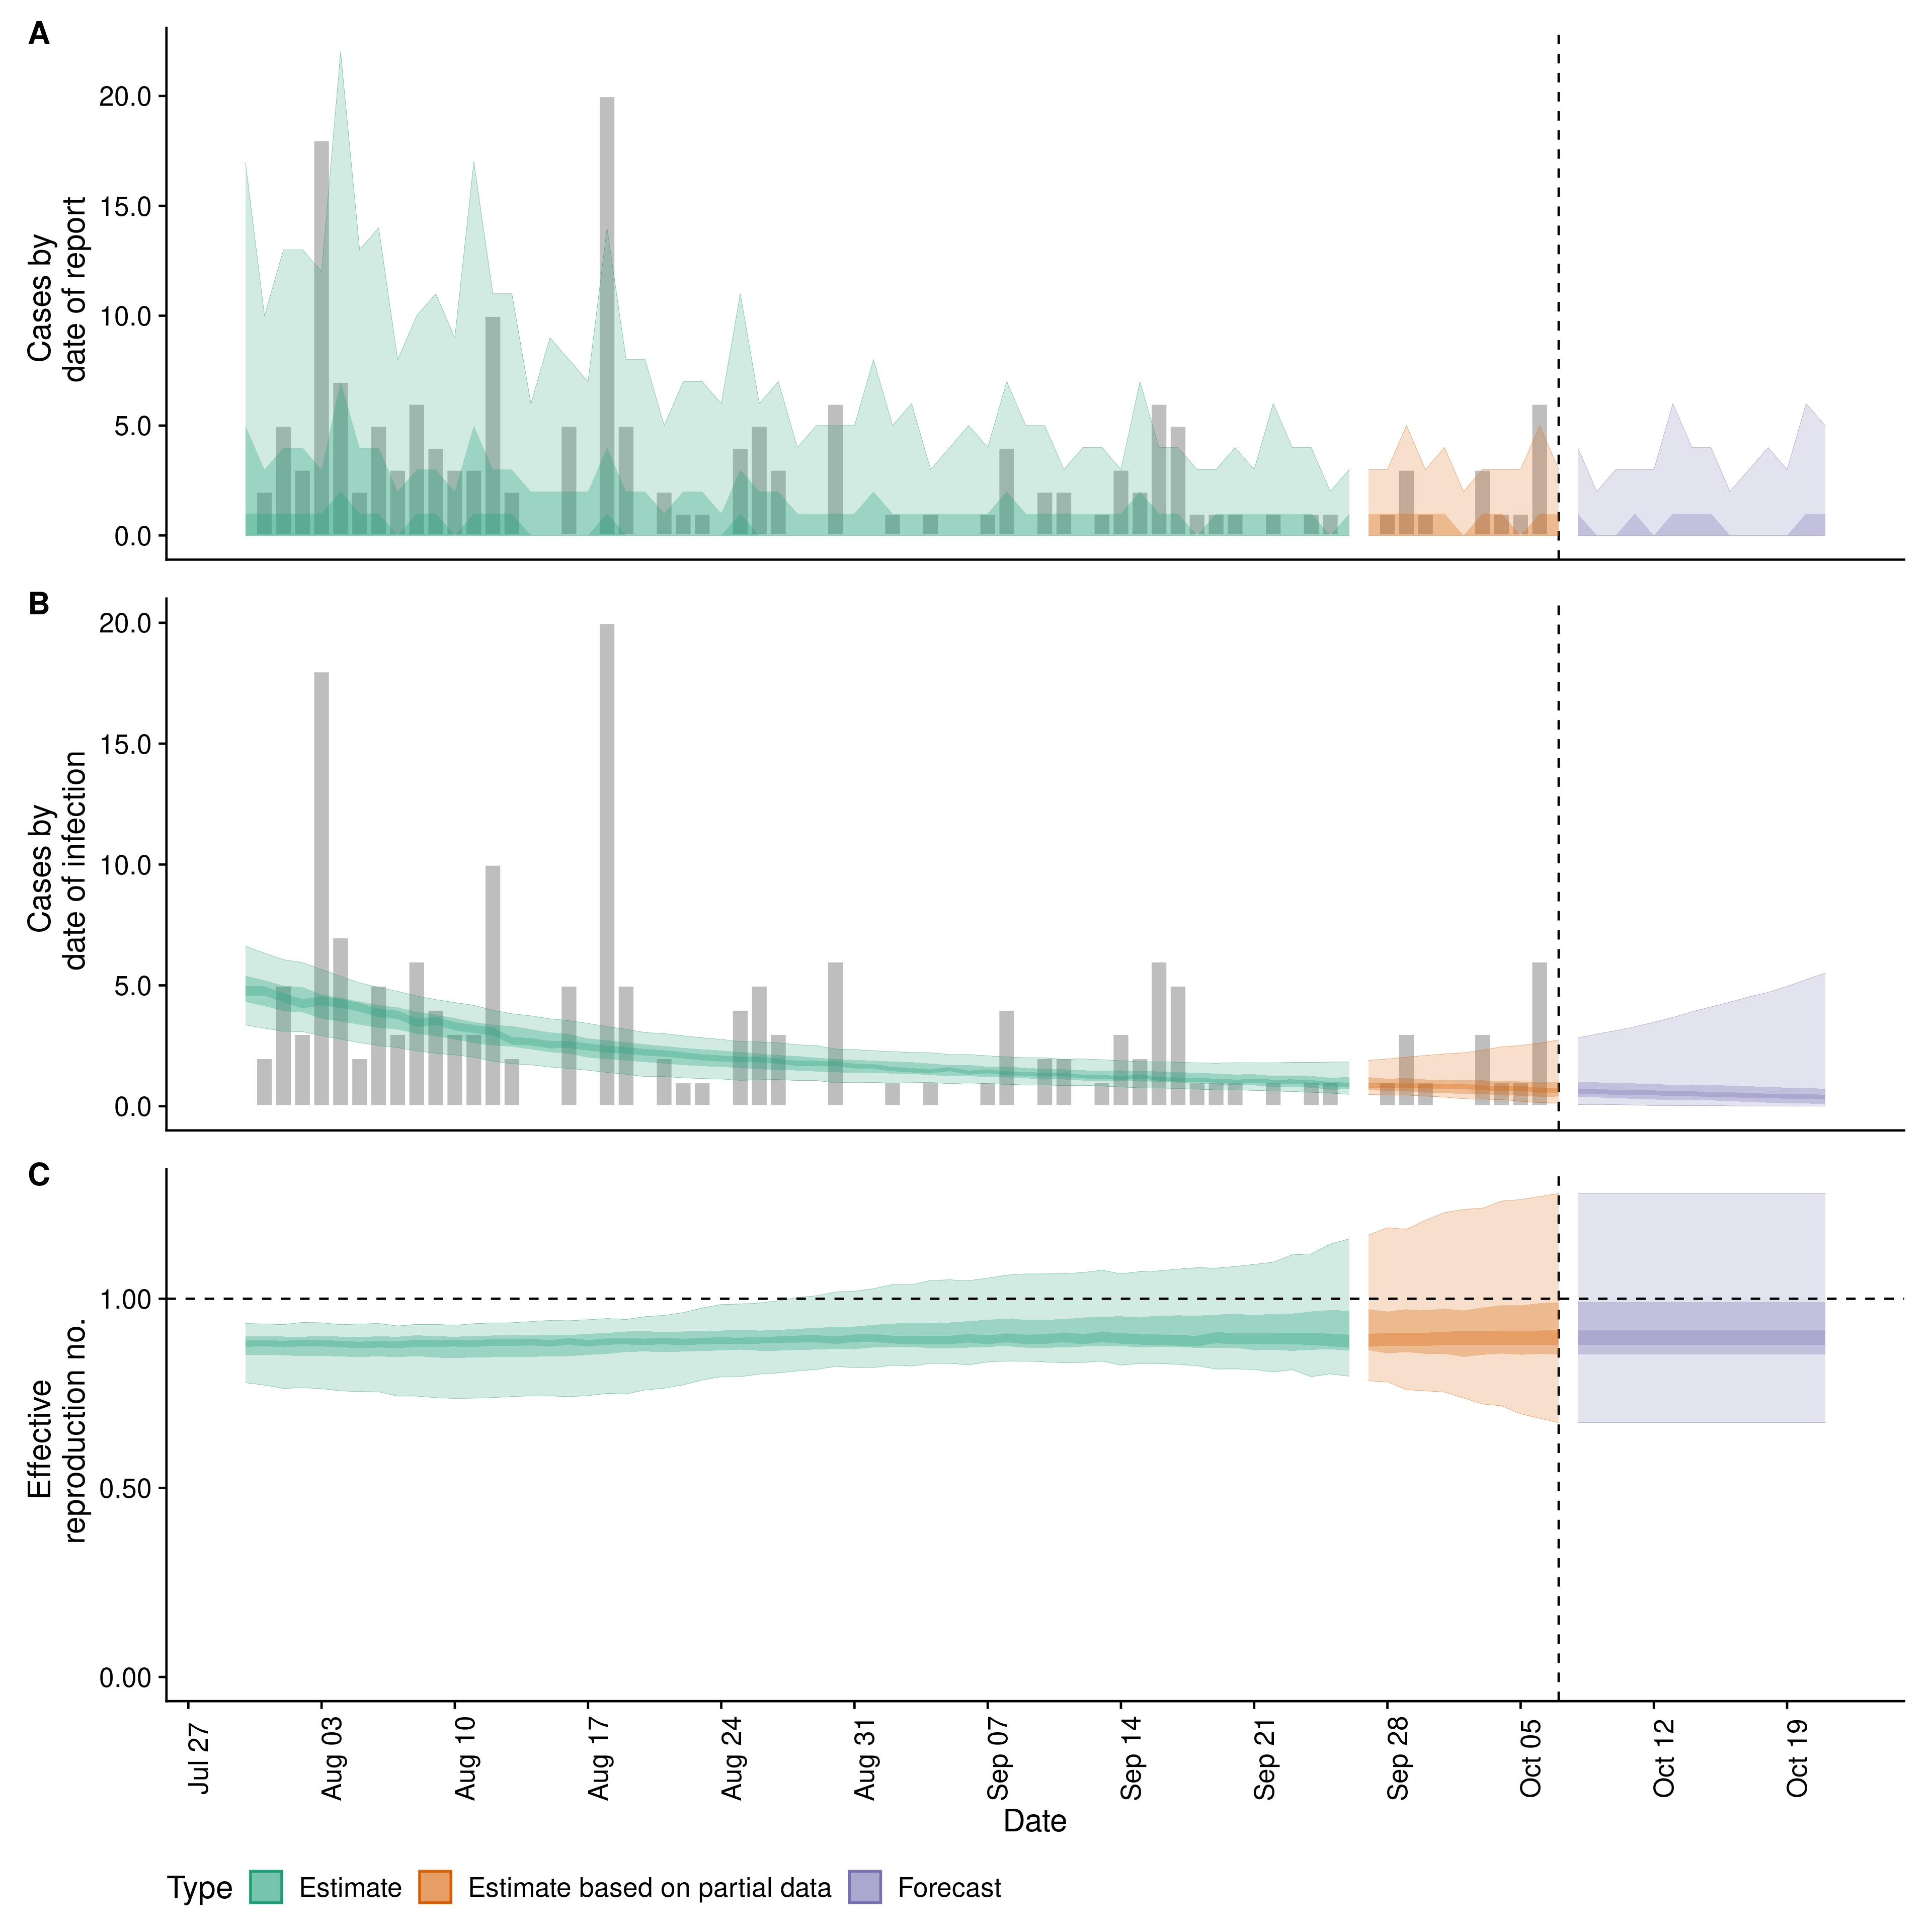 A
Cases by
date of report
20.0
15.0
10.0
5.0
0.0
B
Cases by
date of infection
20.0
15.0
10.0
5.0
0.0
C
Effective
reproduction no.
1.00
0.50
0.00
Jul 27
Aug 03
Aug 10
Aug 17
Aug 24
Aug 31
Sep 07
Sep 14
Sep 21
Sep 28
Oct 05
Oct 12
Oct 19
Date
Type Estimate Estimate based on partial data Forecast